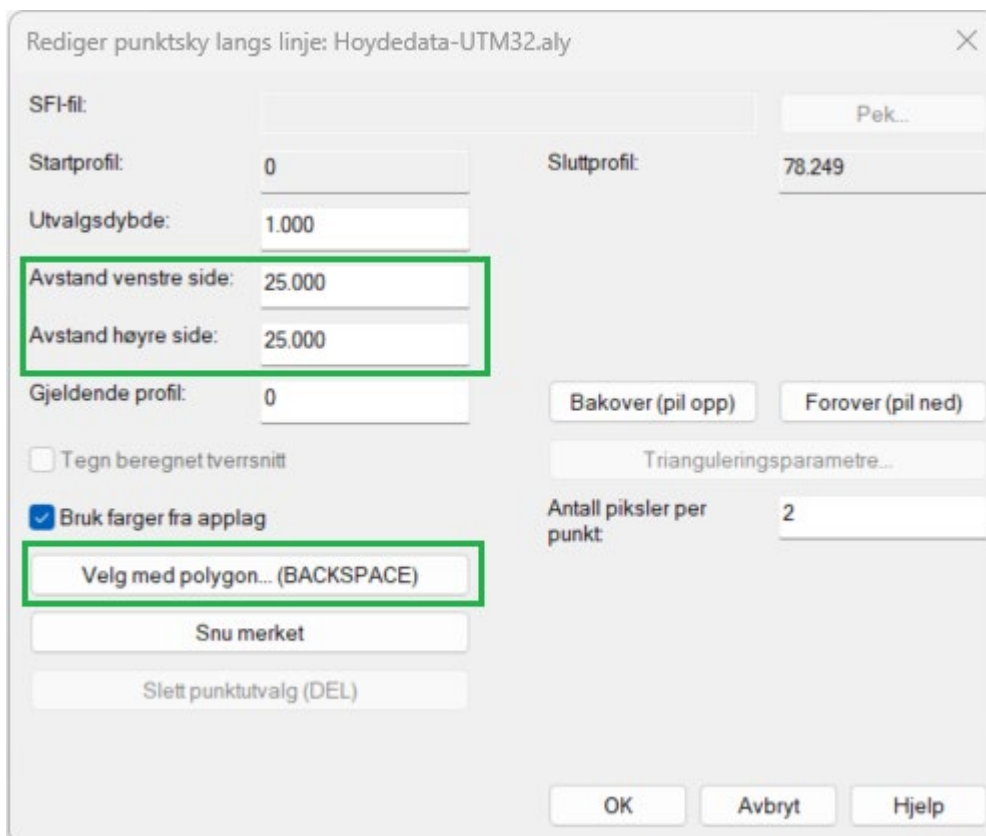 Rediger punktsky langs linje: Hoydedata-UTM32.aly
SFI-fil:
Pek...
Startprofil: 0
Sluttprofil: 78.249
Utvalgsdybde: 1.000
Avstand venstre side: 25.000
Avstand høyre side: 25.000
Gjeldende profil: 0
Bakover (pil opp)
Forover (pil ned)
Tegn beregnet tverrsnitt
Trianguleringsparametre...
Bruk farger fra applag
Antall piksler per
punkt: 2
Velg med polygon... (BACKSPACE)
Snu merket
Slett punktutvalg (DEL)
OK
Avbryt
Hjelp